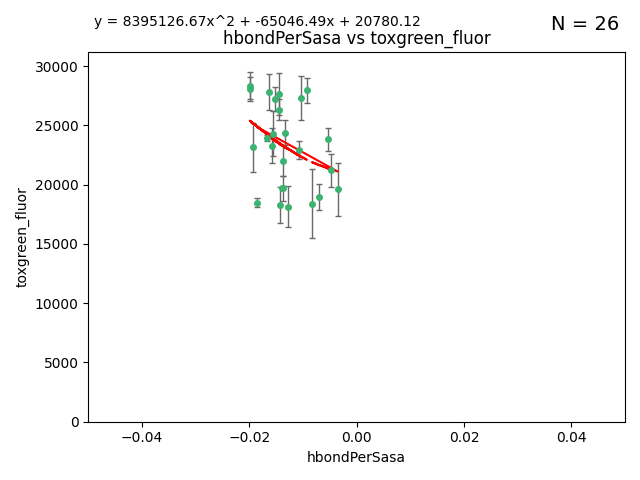 y = 8395126.67x^2 + -65046.49x + 20780.12
N = 26
hbondPerSasa vs toxgreen_fluor
30000
25000
20000
15000
10000
5000
0
toxgreen_fluor
−0.04
−0.02
0.00
0.02
0.04
hbondPerSasa